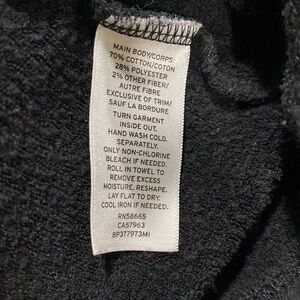 MAIN BODY/CORPS:
70% COTTON/COTON
28% POLYESTER
2% OTHER FIBER/
AUTRE FIBRE
EXCLUSIVE OF TRIM/
SAUF LA BORDURE
TURN GARMENT
INSIDE OUT.
HAND WASH COLD.
SEPARATELY.
ONLY NON-CHLORINE
BLEACH IF NEEDED.
ROLL IN TOWEL TO
REMOVE EXCESS
MOISTURE, RESHAPE.
LAY FLAT TO DRY.
COOL IRON IF NEEDED.
RN58665
CA57963
BP377973MI